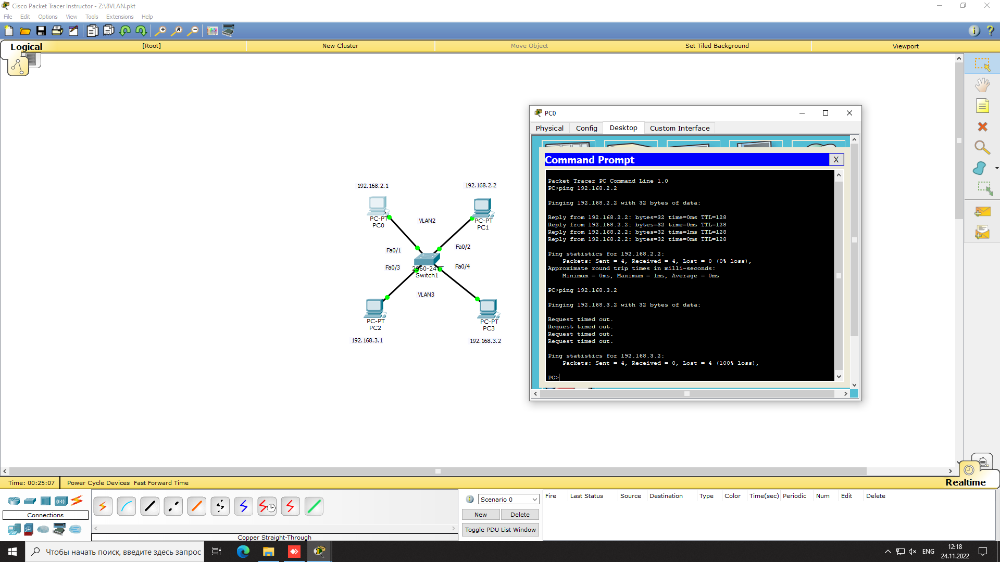 Cisco Packet Tracer Instructor - Z:\8VLAN.pkt
File Edit Options View Tools Extensions Help
Logical [Root] New Cluster Move Object Set Tiled Background Viewport
192.168.2.1
192.168.2.2
PC-PT
PC0
VLAN2
PC-PT
PC1
Fa0/1
Fa0/2
Fa0/3
Fa0/4
2960-24TT
Switch1
VLAN3
PC-PT
PC2
PC-PT
PC3
192.168.3.1
192.168.3.2
PC0
Physical Config Desktop Custom Interface
Command Prompt X
Packet Tracer PC Command Line 1.0
PC>ping 192.168.2.2
Pinging 192.168.2.2 with 32 bytes of data:
Reply from 192.168.2.2: bytes=32 time=0ms TTL=128
Reply from 192.168.2.2: bytes=32 time=0ms TTL=128
Reply from 192.168.2.2: bytes=32 time=1ms TTL=128
Reply from 192.168.2.2: bytes=32 time=0ms TTL=128
Ping statistics for 192.168.2.2:
Packets: Sent = 4, Received = 4, Lost = 0 (0% loss),
Approximate round trip times in milli-seconds:
Minimum = 0ms, Maximum = 1ms, Average = 0ms
PC>ping 192.168.3.2
Pinging 192.168.3.2 with 32 bytes of data:
Request timed out.
Request timed out.
Request timed out.
Request timed out.
Ping statistics for 192.168.3.2:
Packets: Sent = 4, Received = 0, Lost = 4 (100% loss),
PC>
Time: 00:25:07 Power Cycle Devices Fast Forward Time
Realtime
Connections
Copper Straight-Through
Scenario 0
New Delete
Toggle PDU List Window
Fire Last Status Source Destination Type Color Time(sec) Periodic Num Edit Delete
Чтобы начать поиск, введите здесь запрос
ENG
12:18
24.11.2022